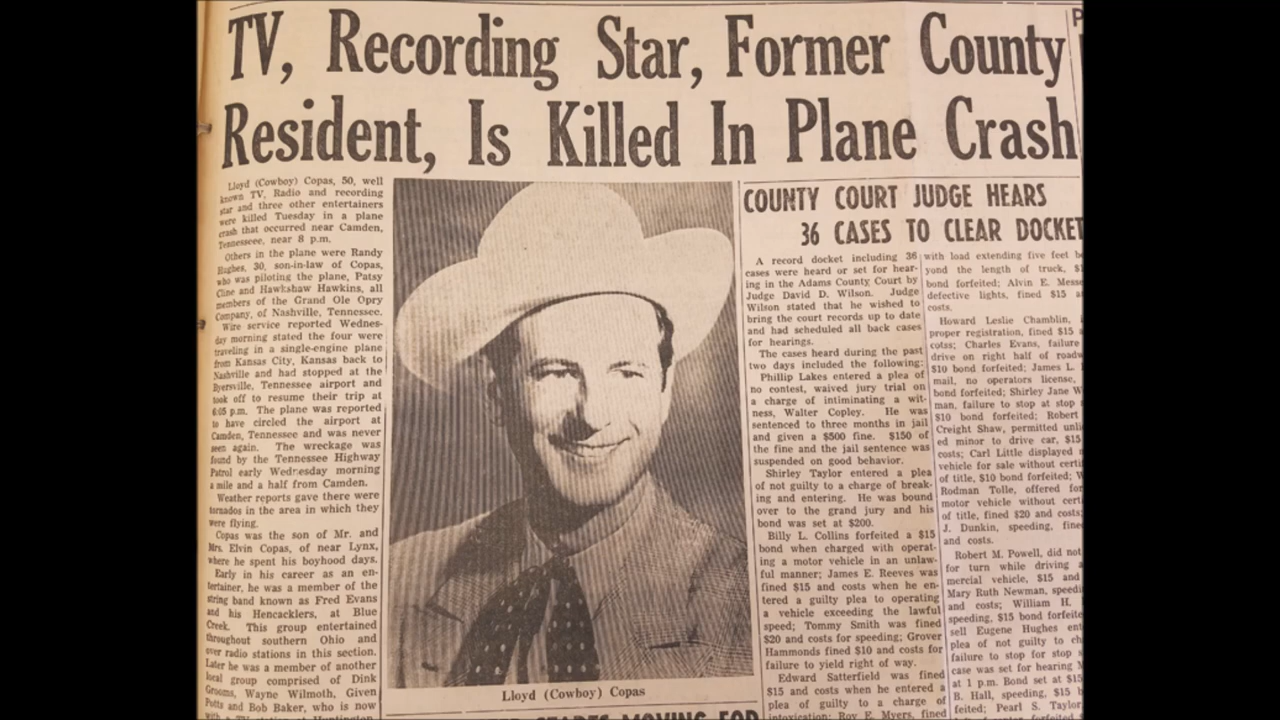 TV, Recording Star, Former County
Resident, Is Killed In Plane Crash
Lloyd (Cowboy) Copas, 50, well
known TV, Radio and recording
star and three other entertainers
were killed Tuesday in a plane
crash that occurred near Camden,
Tennesseee, near 8 p.m.
Others in the plane were Randy
Hughes, 30, son-in-law of Copas,
who was piloting the plane, Patsy
Cline and Hawkshaw Hawkins, all
members of the Grand Ole Opry
Company, of Nashville, Tennessee.
Wire service reported Wednes-
day morning stated the four were
traveling in a single-engine plane
from Kansas City, Kansas back to
Nashville and had stopped at the
Byersville, Tennessee airport and
took off to resume their trip at
6:05 p.m. The plane was reported
to have circled the airport at
Camden, Tennessee and was never
seen again. The wreckage was
found by the Tennessee Highway
Patrol early Wednesday morning
a mile and a half from Camden.
Weather reports gave there were
tornados in the area in which they
were flying.
Copas was the son of Mr. and
Mrs. Elvin Copas, of near Lynx,
where he spent his boyhood days.
Early in his career as an en-
tertainer, he was a member of the
string band known as Fred Evans
and his Hencacklers, at Blue
Creek. This group entertained
throughout southern Ohio and
over radio stations in this section.
Later he was a member of another
local group comprised of Dink
Grooms, Wayne Wilmoth, Given
Potts and Bob Baker, who is now
Lloyd (Cowboy) Copas
COUNTY COURT JUDGE HEARS
36 CASES TO CLEAR DOCKET
A record docket including 36
cases were heard or set for hear-
ing in the Adams County Court by
Judge David D. Wilson. Judge
Wilson stated that he wished to
bring the court records up to date
and had scheduled all back cases
for hearings.
The cases heard during the past
two days included the following:
Phillip Lakes entered a plea of
no contest, waived jury trial on
a charge of intiminating a wit-
ness, Walter Copley. He was
sentenced to three months in jail
and given a $500 fine. $150 of
the fine and the jail sentence was
suspended on good behavior.
Shirley Taylor entered a plea
of not guilty to a charge of break-
ing and entering. He was bound
over to the grand jury and his
bond was set at $200.
Billy L. Collins forfeited a $15
bond when charged with operat-
ing a motor vehicle in an unlaw-
ful manner; James E. Reeves was
fined $15 and costs when he en-
tered a guilty plea to operating
a vehicle exceeding the lawful
speed; Tommy Smith was fined
$20 and costs for speeding; Grover
Hammonds fined $10 and costs for
failure to yield right of way.
Edward Satterfield was fined
$15 and costs when he entered a
plea of guilty to a charge of
intoxication; Roy E. Myers, fined
with load extending five feet
yond the length of truck,
bond forfeited; Alvin E.
defective lights, fined $15
costs.
Howard Leslie Chamblin,
proper registration, fined $15
cotss; Charles Evans, failure
drive on right half of
$10 bond forfeited; James L.
mail, no operators license,
bond forfeited; Shirley Jane
man, failure to stop at stop
$10 bond forfeited; Robert
Creight Shaw, permitted
ed minor to drive car, $15
costs; Carl Little displayed
vehicle for sale without
of title, $10 bond forfeited;
Rodman Tolle, offered for
motor vehicle without
of title, fined $20 and costs;
J. Dunkin, speeding,
and costs.
Robert M. Powell, did not
for turn while driving
mercial vehicle, $15 and
Mary Ruth Newman,
and costs; William H.
speeding, $15 bond
sell Eugene Hughes
plea of not guilty to
failure to stop for stop
case was set for hearing
at 1 p.m. Bond set at $15
B. Hall, speeding, $15
feited; Pearl S. Taylor
MOVING FOR